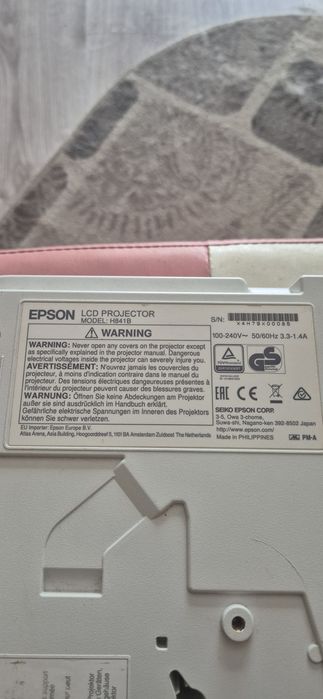 EPSON LCD PROJECTOR
MODEL: H841B
S/N:
X4H7BX00085
WARNING
100-240V~ 50/60Hz 3.3-1.4A
WARNING: Never open any covers on the projector except
as specifically explained in the projector manual. Dangerous
electrical voltages inside the projector can severely injure you.
AVERTISSEMENT: N'ouvrez jamais les couvercles du
projecteur, à moins d'indication contraire dans le manuel du
projecteur. Des tensions électriques dangereuses présentes à
l'intérieur du projecteur peuvent causer des blessures graves.
WARNUNG: Öffnen Sie keine Abdeckungen am Projektor
außer sie sind ausdrücklich im Handbuch erklärt.
Gefährliche elektrische Spannungen im Inneren des Projektors
können Sie schwer verletzen.
EU Importer: Epson Europe B.V.
Atlas Arena, Asia Building, Hoogoorddreef 5, 1101 BA Amsterdam Zuidoost The Netherlands
TÜVRheinland
GS
EAC CE
SEIKO EPSON CORP.
3-5, Owa 3-chome,
Suwa-shi, Nagano-ken 392-8502 Japan
http://www.epson.com/
Made in PHILIPPINES PM-A
support